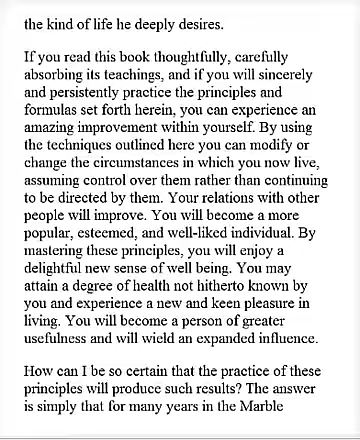 the kind of life he deeply desires.
If you read this book thoughtfully, carefully
absorbing its teachings, and if you will sincerely
and persistently practice the principles and
formulas set forth herein, you can experience an
amazing improvement within yourself. By using
the techniques outlined here you can modify or
change the circumstances in which you now live,
assuming control over them rather than continuing
to be directed by them. Your relations with other
people will improve. You will become a more
popular, esteemed, and well-liked individual. By
mastering these principles, you will enjoy a
delightful new sense of well being. You may
attain a degree of health not hitherto known by
you and experience a new and keen pleasure in
living. You will become a person of greater
usefulness and will wield an expanded influence.
How can I be so certain that the practice of these
principles will produce such results? The answer
is simply that for many years in the Marble